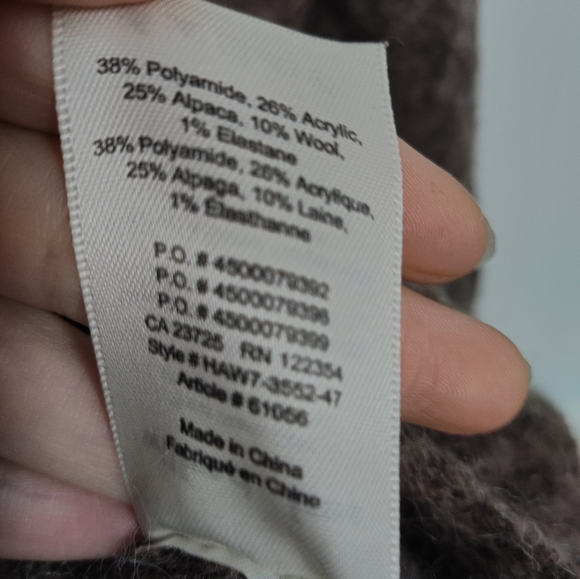 38% Polyamide, 26% Acrylic,
25% Alpaca, 10% Wool,
1% Elastane
38% Polyamide, 26% Acrylique,
25% Alpaga, 10% Laine,
1% Élasthanne
P.O. # 4500079392
P.O. # 4500079396
P.O. # 4500079399
CA 23725 RN 122354
Style # HAW7-3552-47
Article # 61056
Made in China
Fabriqué en Chine